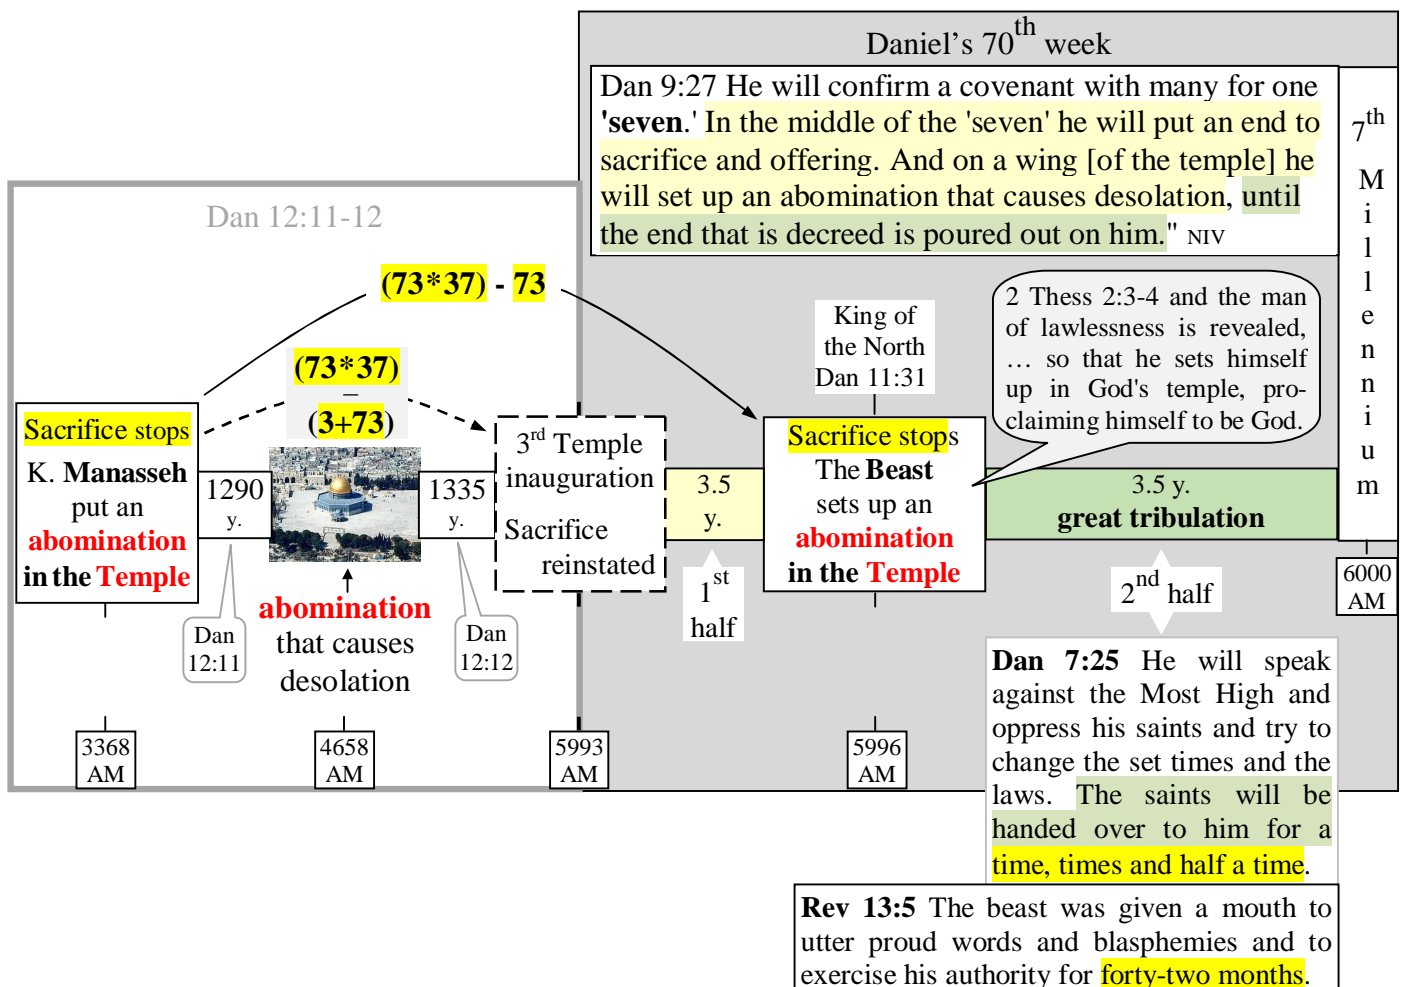 Daniel's 70th week
Dan 9:27 He will confirm a covenant with many for one
'seven.' In the middle of the 'seven' he will put an end to
sacrifice and offering. And on a wing [of the temple] he
will set up an abomination that causes desolation, until
the end that is decreed is poured out on him." NIV
7th
M
i
l
l
e
n
n
i
u
m
Dan 12:11-12
(73*37) - 73
(73*37)
–
(3+73)
King of
the North
Dan 11:31
2 Thess 2:3-4 and the man
of lawlessness is revealed,
… so that he sets himself
up in God's temple, pro-
claiming himself to be God.
Sacrifice stops
K. Manasseh
put an
abomination
in the Temple
1290
y.
1335
y.
3rd Temple
inauguration
Sacrifice
reinstated
3.5
y.
Sacrifice stops
The Beast
sets up an
abomination
in the Temple
3.5 y.
great tribulation
6000
AM
Dan
12:11
abomination
that causes
desolation
Dan
12:12
1st
half
2nd half
3368
AM
4658
AM
5993
AM
5996
AM
Dan 7:25 He will speak
against the Most High and
oppress his saints and try to
change the set times and the
laws. The saints will be
handed over to him for a
time, times and half a time.
Rev 13:5 The beast was given a mouth to
utter proud words and blasphemies and to
exercise his authority for forty-two months.